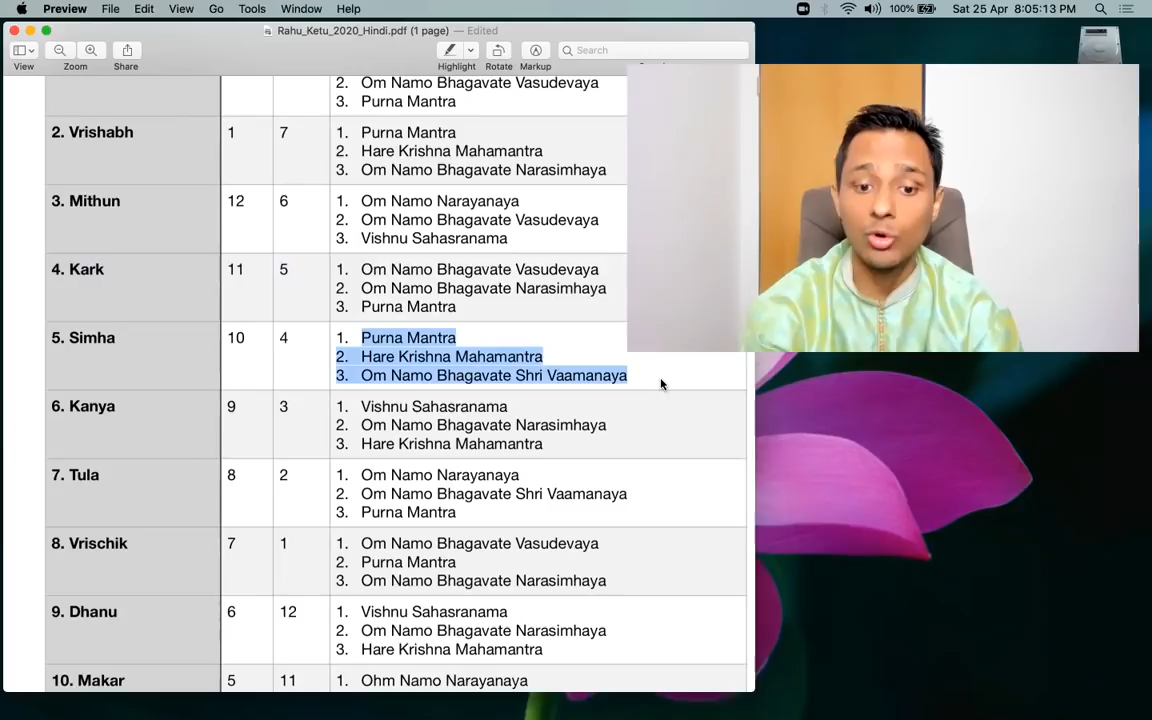 Preview File Edit View Go Tools Window Help 100% Sat 25 Apr 8:05:13 PM
Rahu_Ketu_2020_Hindi.pdf (1 page) — Edited
Search
View Zoom Share Highlight Rotate Markup
2. Om Namo Bhagavate Vasudevaya
3. Purna Mantra
2. Vrishabh 1 7 1. Purna Mantra
2. Hare Krishna Mahamantra
3. Om Namo Bhagavate Narasimhaya
3. Mithun 12 6 1. Om Namo Narayanaya
2. Om Namo Bhagavate Vasudevaya
3. Vishnu Sahasranama
4. Kark 11 5 1. Om Namo Bhagavate Vasudevaya
2. Om Namo Bhagavate Narasimhaya
3. Purna Mantra
5. Simha 10 4 1. Purna Mantra
2. Hare Krishna Mahamantra
3. Om Namo Bhagavate Shri Vaamanaya
6. Kanya 9 3 1. Vishnu Sahasranama
2. Om Namo Bhagavate Narasimhaya
3. Hare Krishna Mahamantra
7. Tula 8 2 1. Om Namo Narayanaya
2. Om Namo Bhagavate Shri Vaamanaya
3. Purna Mantra
8. Vrischik 7 1 1. Om Namo Bhagavate Vasudevaya
2. Purna Mantra
3. Om Namo Bhagavate Narasimhaya
9. Dhanu 6 12 1. Vishnu Sahasranama
2. Om Namo Bhagavate Narasimhaya
3. Hare Krishna Mahamantra
10. Makar 5 11 1. Ohm Namo Narayanaya